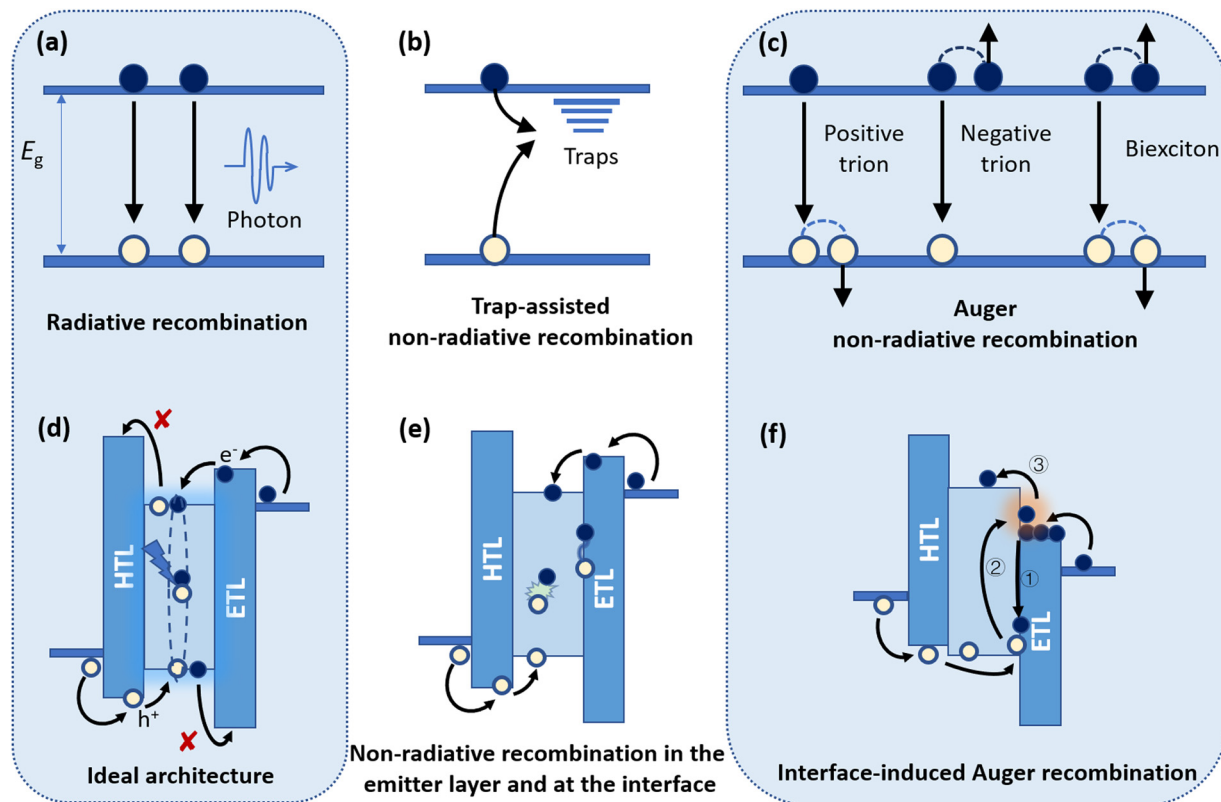 (a)
E_g
Photon
Radiative recombination
(b)
Traps
Trap-assisted
non-radiative recombination
(c)
Positive
trion
Negative
trion
Biexciton
Auger
non-radiative recombination
(d)
e⁻
HTL
ETL
h⁺
Ideal architecture
(e)
HTL
ETL
Non-radiative recombination in the
emitter layer and at the interface
(f)
③
HTL
②
①
ETL
Interface-induced Auger recombination